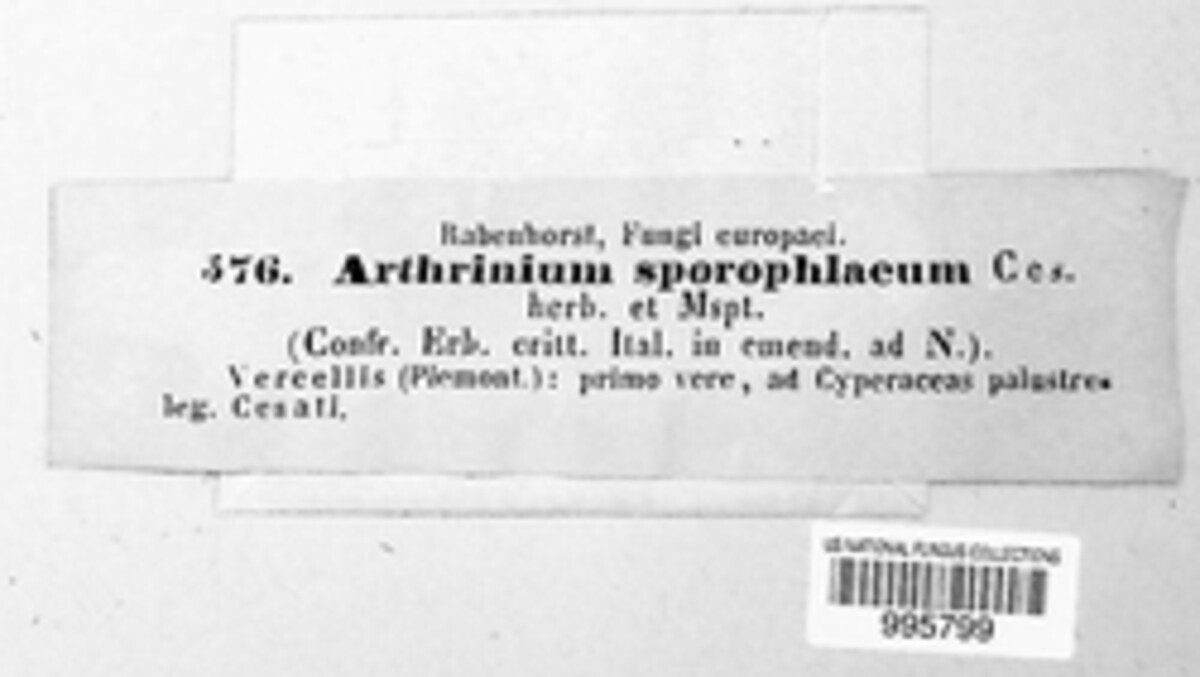 Rabenhorst, Fungi europaei.
576. Arthrinium sporophlaeum Ces.
herb. et Mspt.
(Confr. Erb. critt. Ital. in emend. ad N.).
Vercellis (Piemont.): primo vere, ad Cyperaceas palustres
leg. Cesati.
US NATIONAL FUNGUS COLLECTIONS
995799